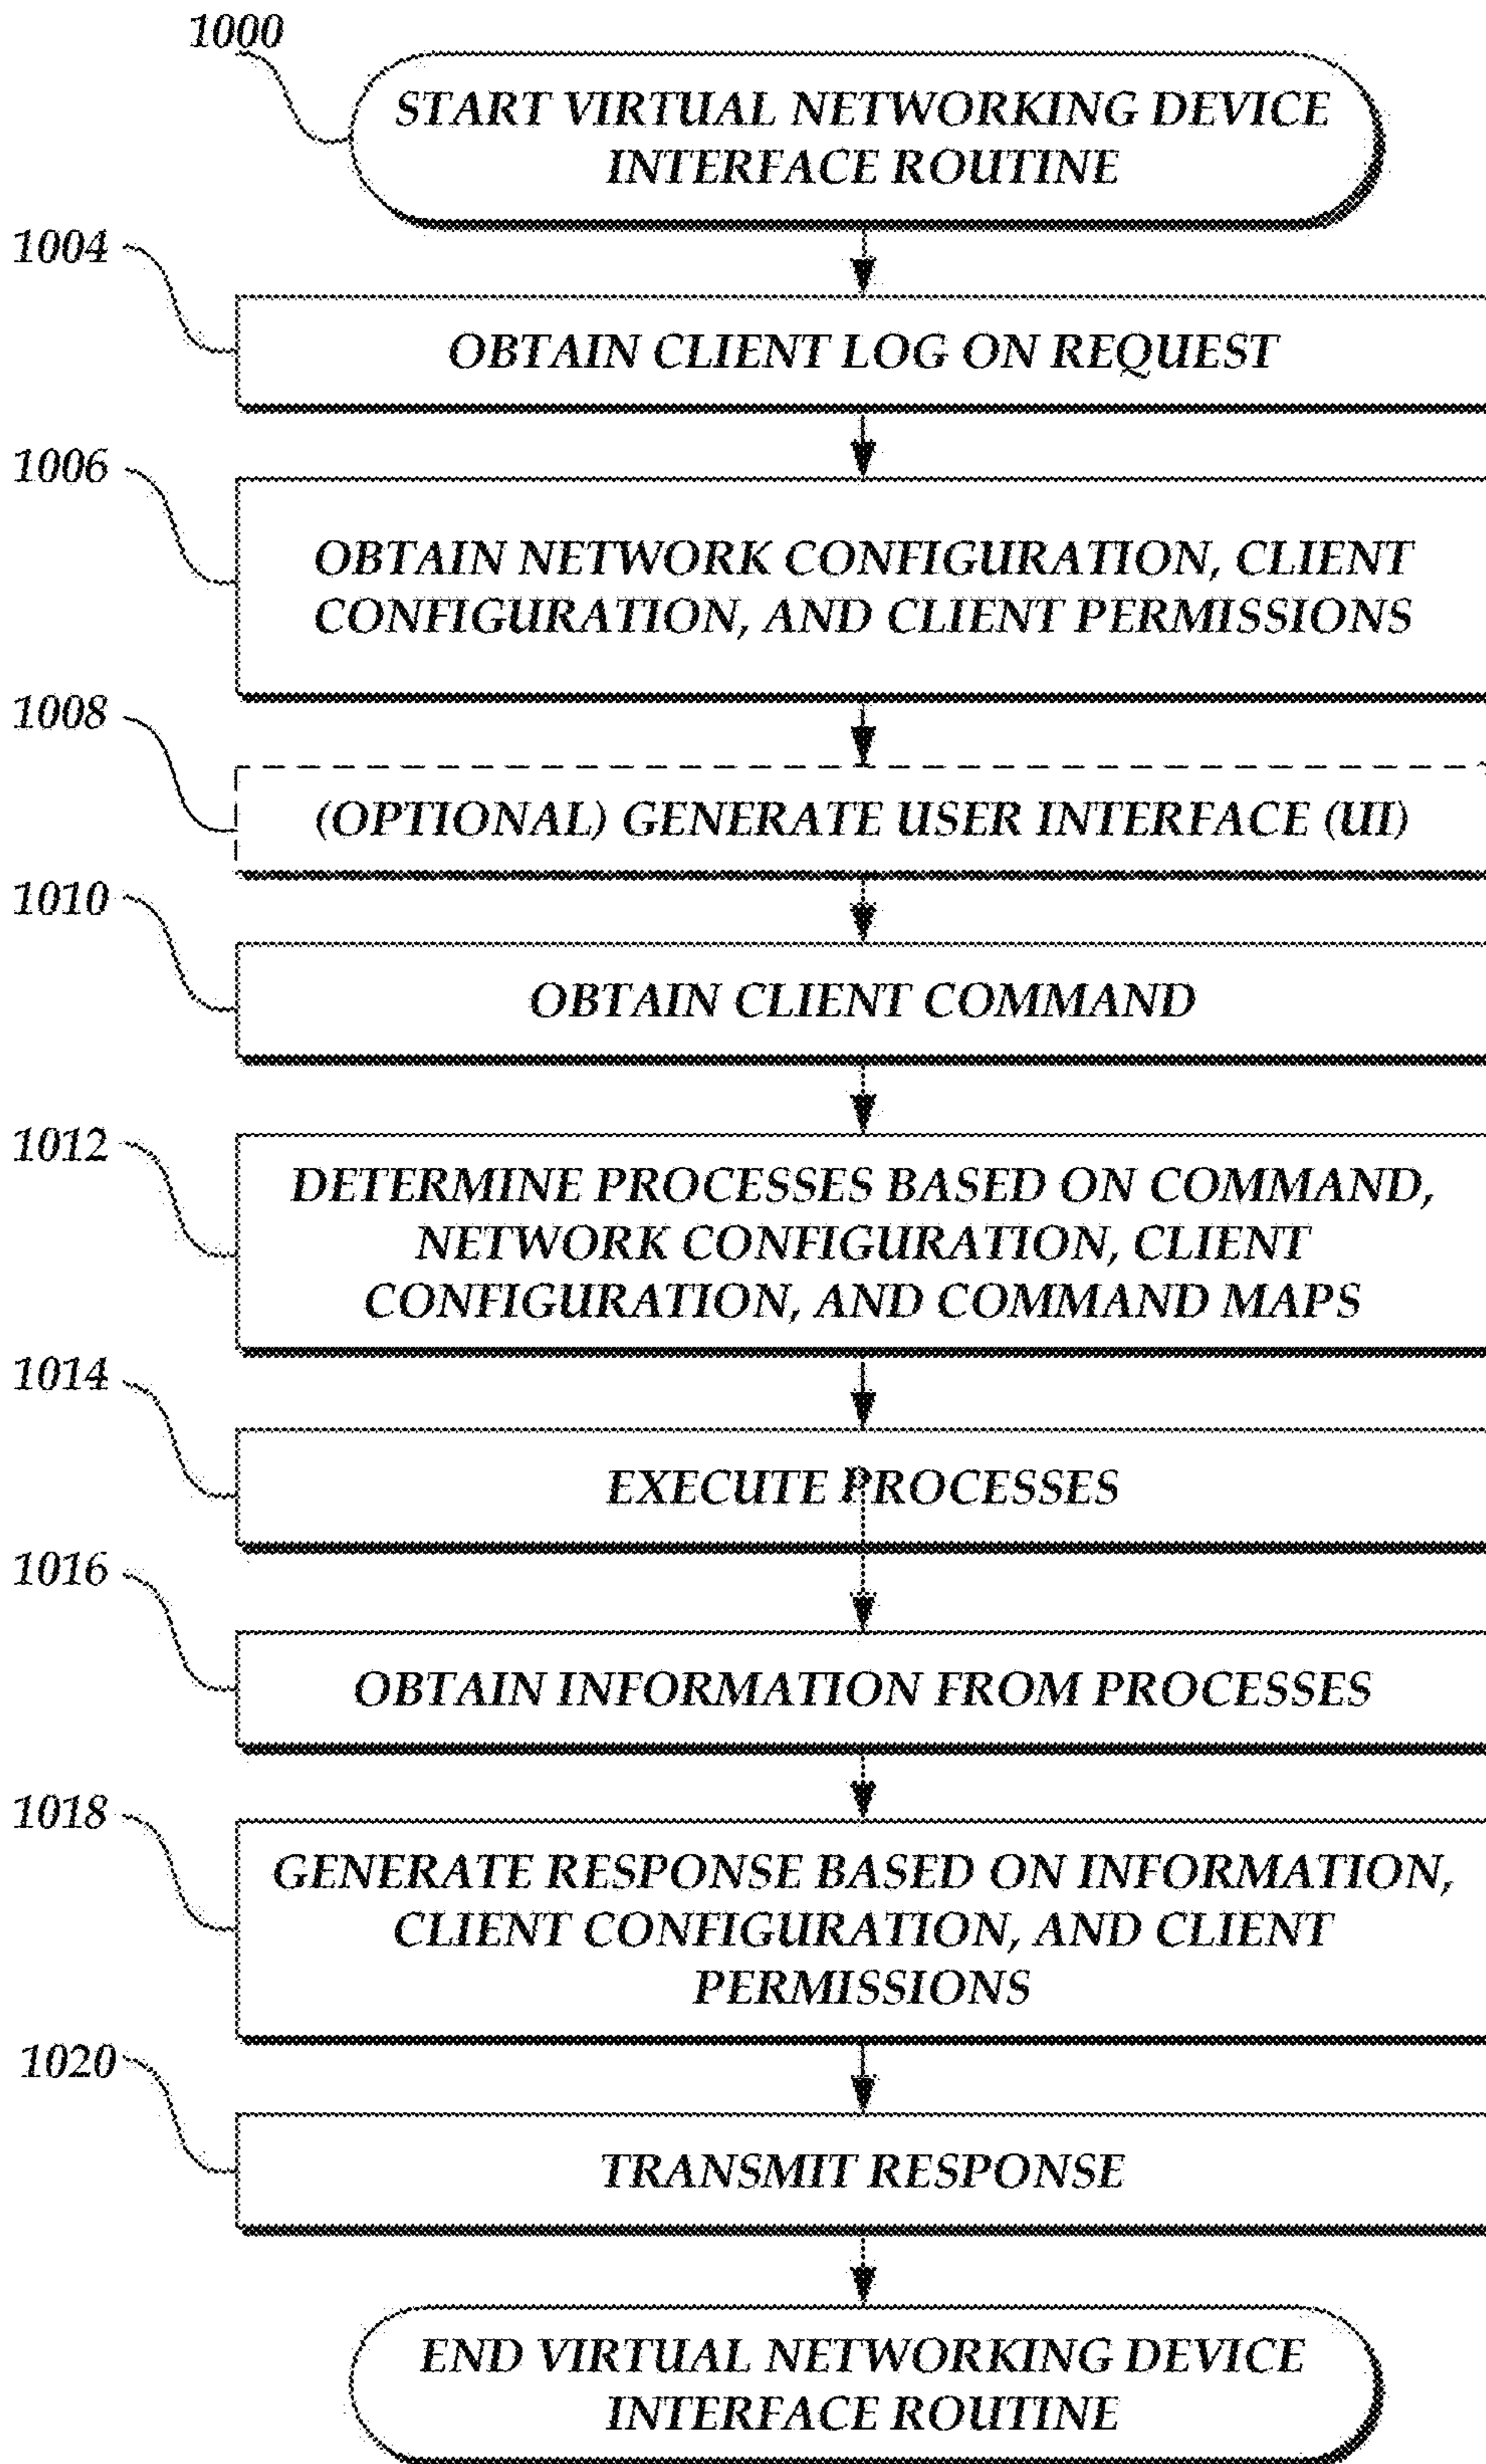 1000
START VIRTUAL NETWORKING DEVICE
INTERFACE ROUTINE
1004
OBTAIN CLIENT LOG ON REQUEST
1006
OBTAIN NETWORK CONFIGURATION, CLIENT
CONFIGURATION, AND CLIENT PERMISSIONS
1008
(OPTIONAL) GENERATE USER INTERFACE (UI)
1010
OBTAIN CLIENT COMMAND
1012
DETERMINE PROCESSES BASED ON COMMAND,
NETWORK CONFIGURATION, CLIENT
CONFIGURATION, AND COMMAND MAPS
1014
EXECUTE PROCESSES
1016
OBTAIN INFORMATION FROM PROCESSES
1018
GENERATE RESPONSE BASED ON INFORMATION,
CLIENT CONFIGURATION, AND CLIENT
PERMISSIONS
1020
TRANSMIT RESPONSE
END VIRTUAL NETWORKING DEVICE
INTERFACE ROUTINE